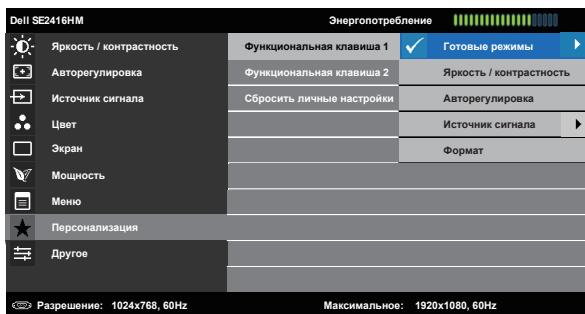 Dell SE2416HM Энергопотребление
Яркость / контрастность Функциональная клавиша 1 Готовые режимы
Авторегулировка Функциональная клавиша 2 Яркость / контрастность
Источник сигнала Сбросить личные настройки Авторегулировка
Цвет Источник сигнала
Экран Формат
Мощность
Меню
Персонализация
Другое
Разрешение: 1024x768, 60Hz Максимальное: 1920x1080, 60Hz